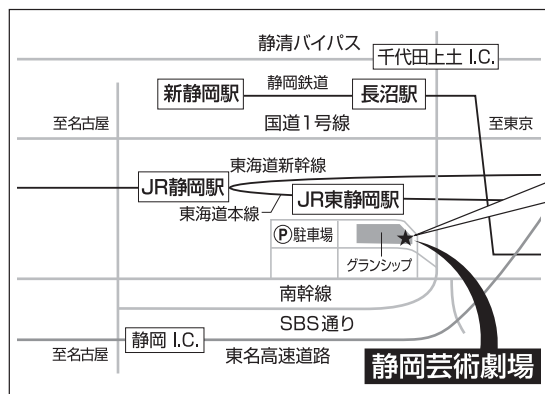 静清バイパス
千代田上土 I.C.
静岡鉄道
新静岡駅
長沼駅
至名古屋
国道1号線
至東京
東海道新幹線
JR静岡駅
JR東静岡駅
東海道本線
P駐車場
グランシップ
南幹線
SBS通り
静岡 I.C.
至名古屋
東名高速道路
静岡芸術劇場